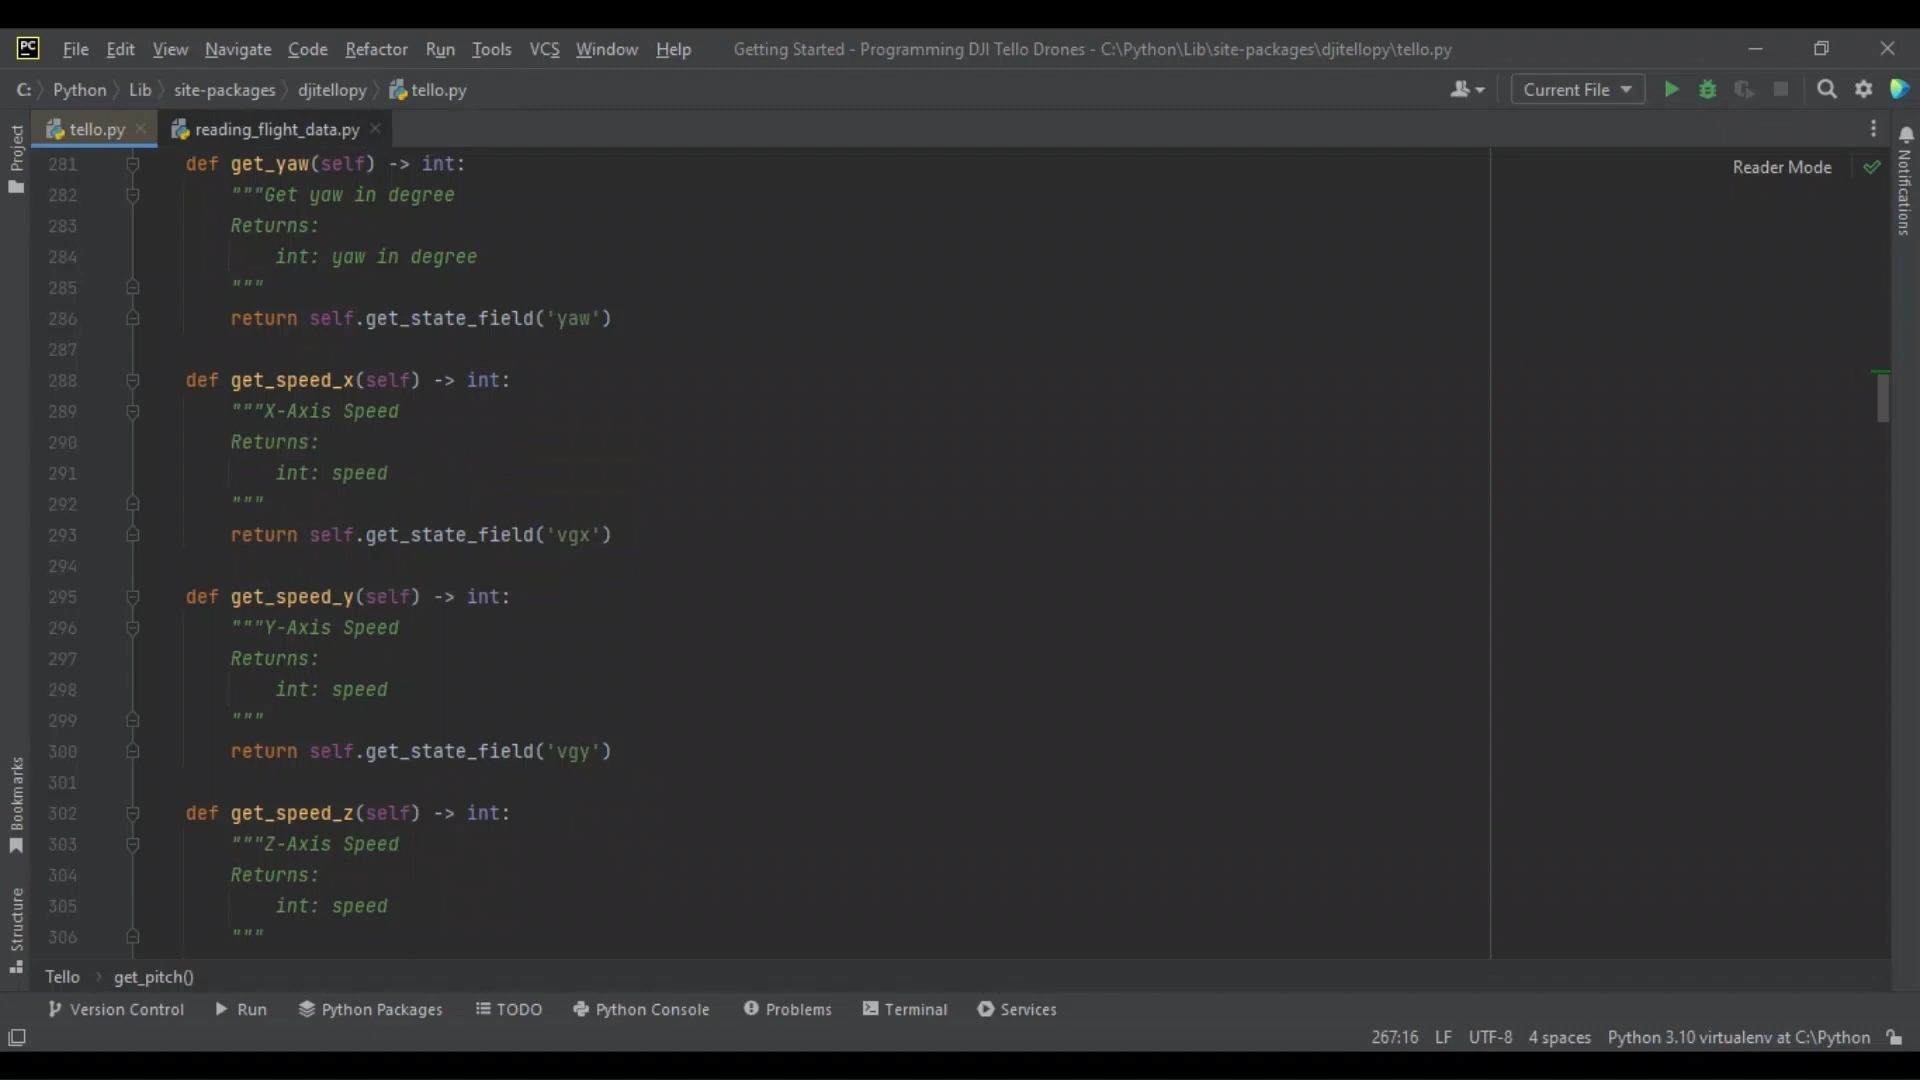 PC File Edit View Navigate Code Refactor Run Tools VCS Window Help Getting Started - Programming DJI Tello Drones - C:\Python\Lib\site-packages\djitellopy\tello.py
C: Python Lib site-packages djitellopy tello.py Current File
tello.py reading_flight_data.py
Project
Notifications
Reader Mode
281 def get_yaw(self) -> int:
282 """Get yaw in degree
283 Returns:
284 int: yaw in degree
285 """
286 return self.get_state_field('yaw')
287
288 def get_speed_x(self) -> int:
289 """X-Axis Speed
290 Returns:
291 int: speed
292 """
293 return self.get_state_field('vgx')
294
295 def get_speed_y(self) -> int:
296 """Y-Axis Speed
297 Returns:
298 int: speed
299 """
300 return self.get_state_field('vgy')
301
302 def get_speed_z(self) -> int:
303 """Z-Axis Speed
304 Returns:
305 int: speed
306 """
Bookmarks
Structure
Tello get_pitch()
Version Control Run Python Packages TODO Python Console Problems Terminal Services
267:16 LF UTF-8 4 spaces Python 3.10 virtualenv at C:\Python